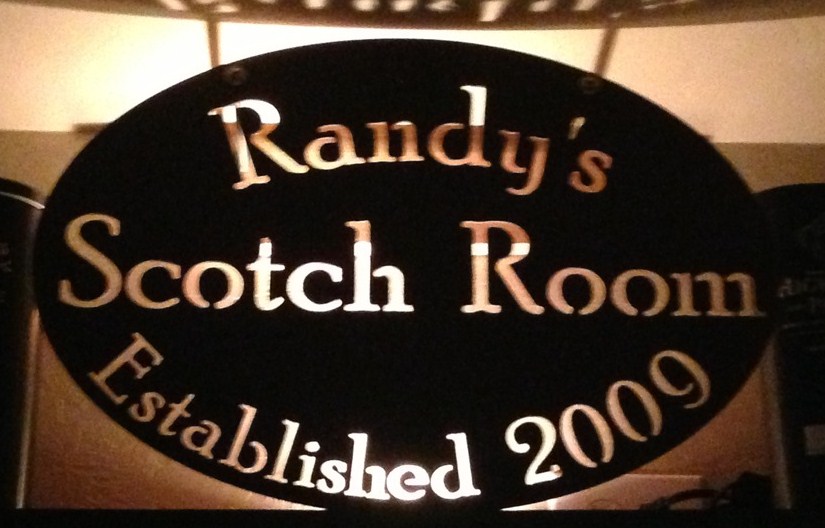 Randy's
Scotch Room
Established 2009